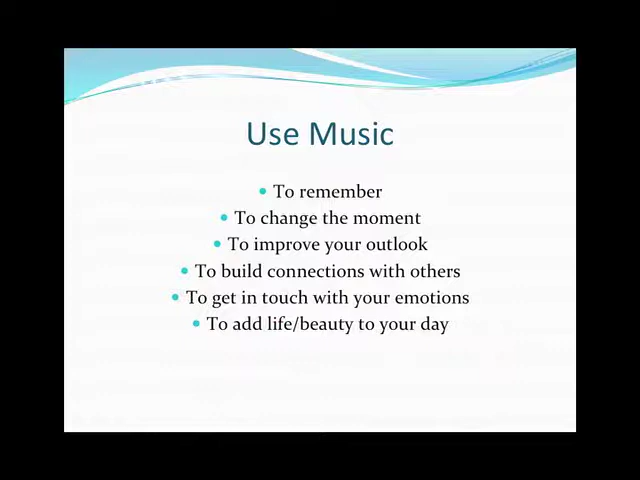 Use Music
• To remember
• To change the moment
• To improve your outlook
• To build connections with others
• To get in touch with your emotions
• To add life/beauty to your day